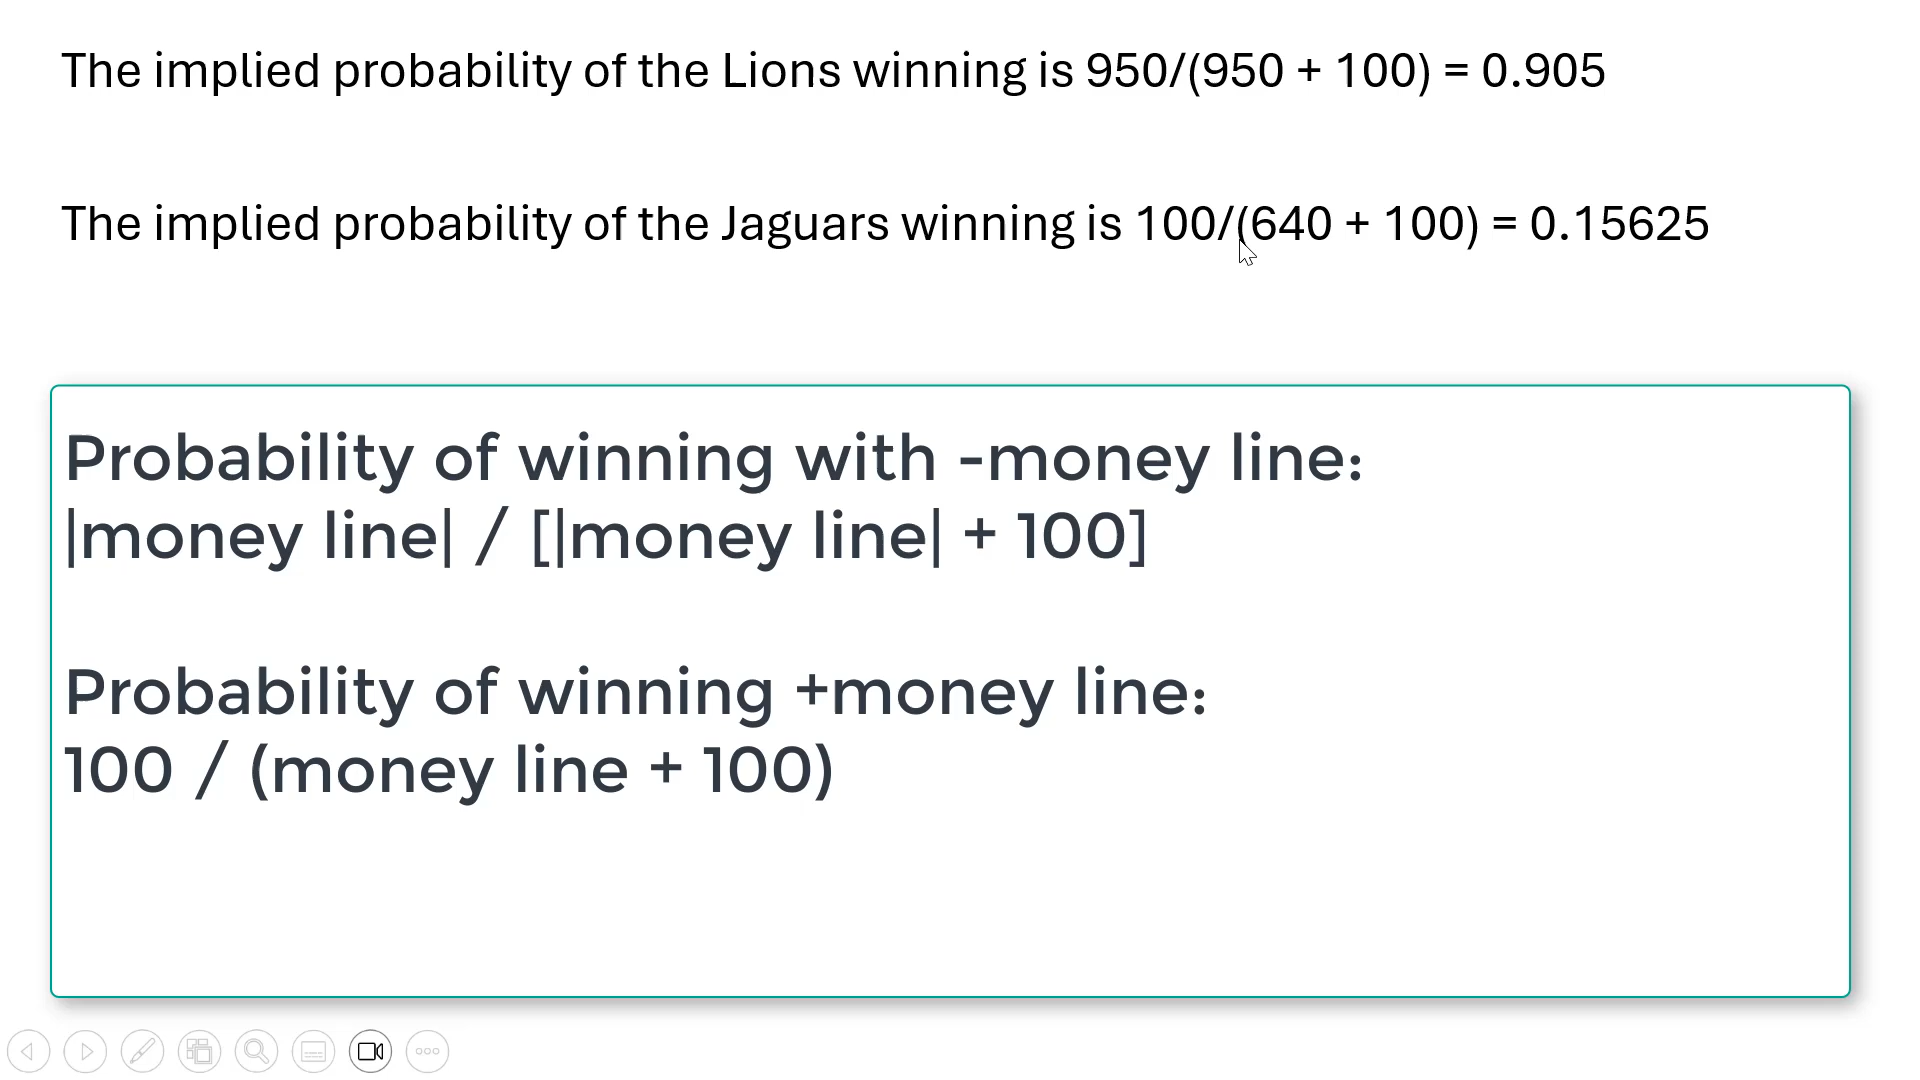 The implied probability of the Lions winning is 950/(950 + 100) = 0.905
The implied probability of the Jaguars winning is 100/(640 + 100) = 0.15625
Probability of winning with -money line:
|money line| / [|money line| + 100]
Probability of winning +money line:
100 / (money line + 100)